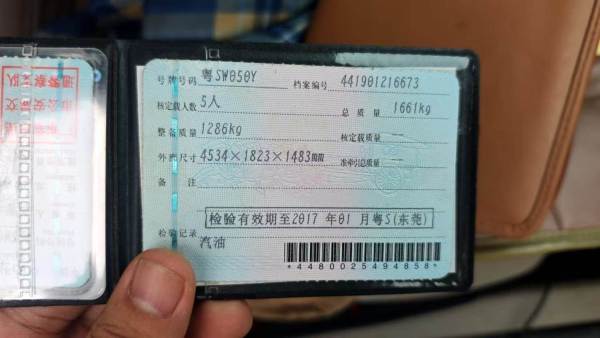 号牌号码 粤SW050Y 档案编号 441901216673
核定载人数 5人 总质量 1661kg
整备质量 1286kg 核定载质量
外廓尺寸 4534×1823×1483mm 准牵引总质量
备注
检验有效期至2017年01月粤S(东莞)
检验记录
汽油
*4480025494858*